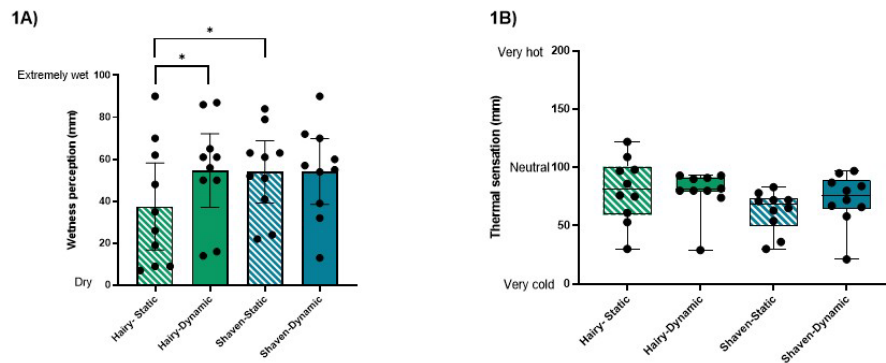 1A)
*
*
Extremely wet
100
80
60
40
20
0
Dry
Wetness perception (mm)
Hairy- Static
Hairy-Dynamic
Shaven-Static
Shaven-Dynamic
1B)
Very hot
200
150
Neutral
100
50
Very cold
0
Thermal sensation (mm)
Hairy- Static
Hairy-Dynamic
Shaven-Static
Shaven-Dynamic